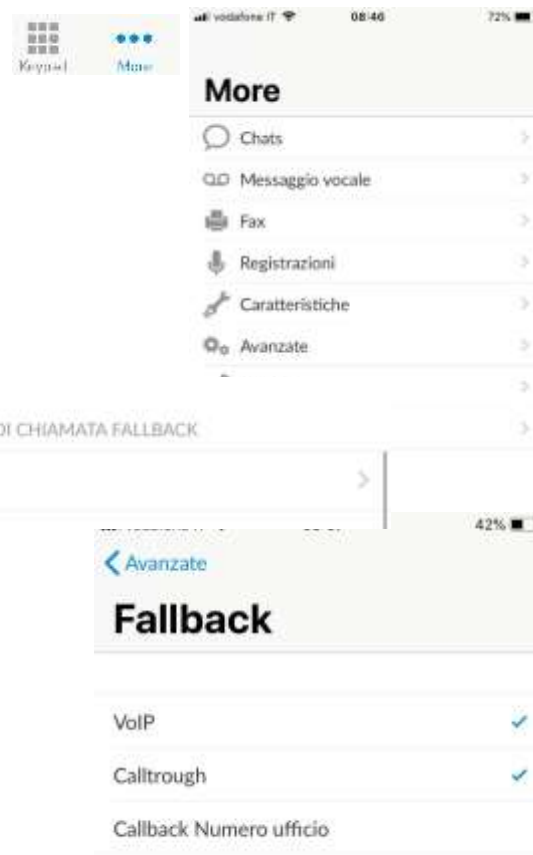 vodafone IT 08:46 72%
Keypad More
More
Chats
Messaggio vocale
Fax
Registrazioni
Caratteristiche
Avanzate
DI CHIAMATA FALLBACK
42%
Avanzate
Fallback
VoIP
Calltrough
Callback Numero ufficio